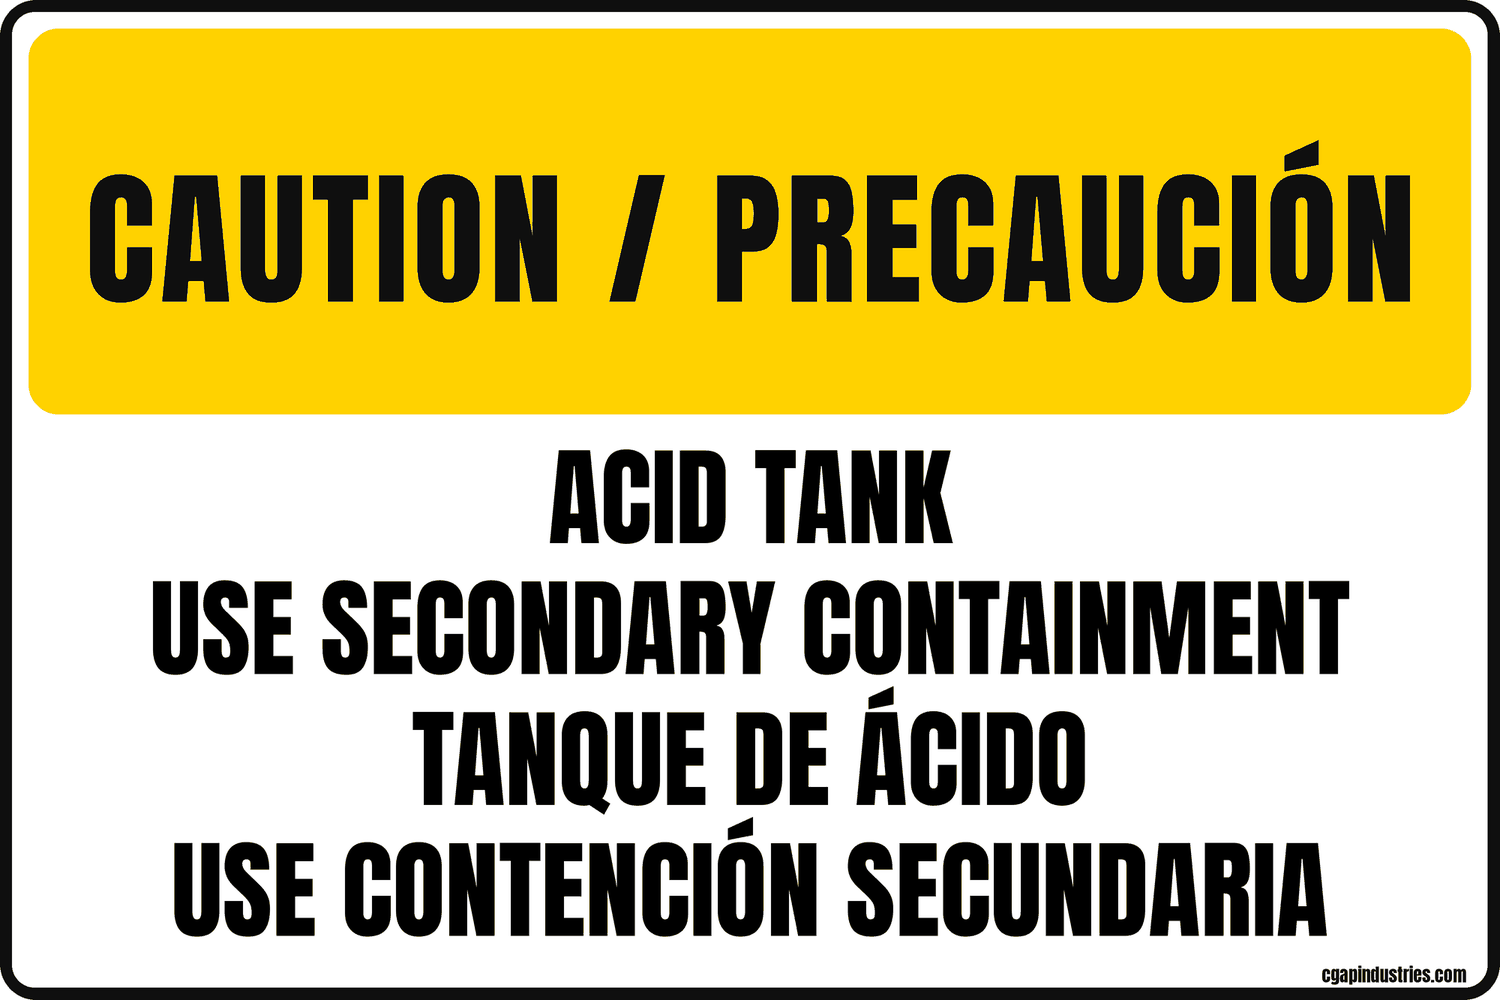 CAUTION / PRECAUCIÓN
ACID TANK
USE SECONDARY CONTAINMENT
TANQUE DE ÁCIDO
USE CONTENCIÓN SECUNDARIA
cgapindustries.com